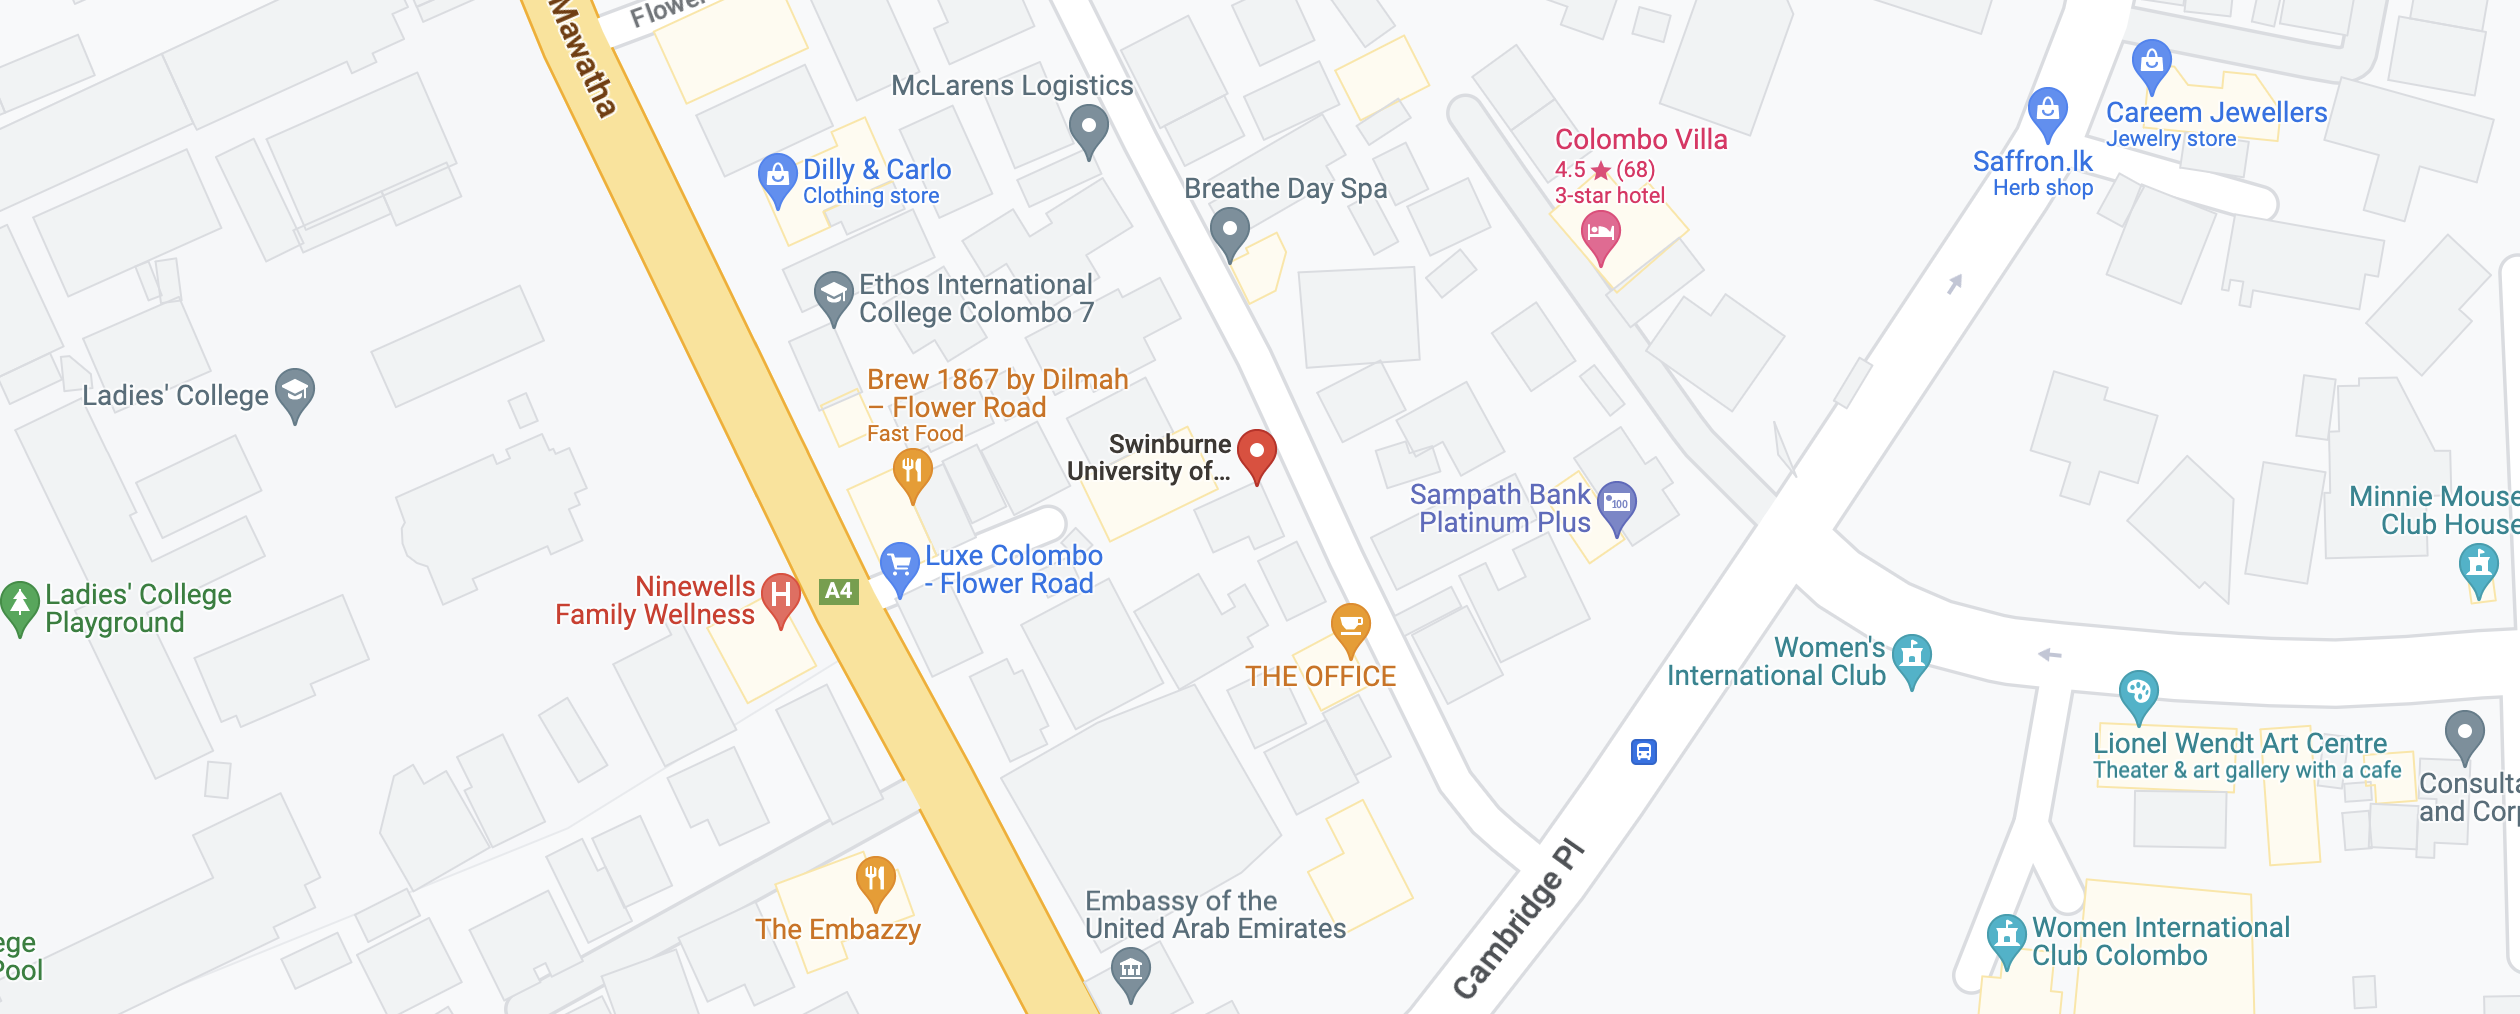 Mawatha
Flower
McLarens Logistics
Dilly & Carlo
Clothing store
Breathe Day Spa
Colombo Villa
4.5 ★ (68)
3-star hotel
Careem Jewellers
Jewelry store
Saffron.lk
Herb shop
Ethos International
College Colombo 7
Ladies' College
Brew 1867 by Dilmah
– Flower Road
Fast Food
Swinburne
University of...
Sampath Bank
Platinum Plus
100
Minnie Mouse
Club House
Luxe Colombo
- Flower Road
Ninewells
Family Wellness
H
A4
Ladies' College
Playground
THE OFFICE
Women's
International Club
Lionel Wendt Art Centre
Theater & art gallery with a cafe
Consulta
and Corp
Cambridge Pl
The Embazzy
Embassy of the
United Arab Emirates
Women International
Club Colombo
ege
Pool